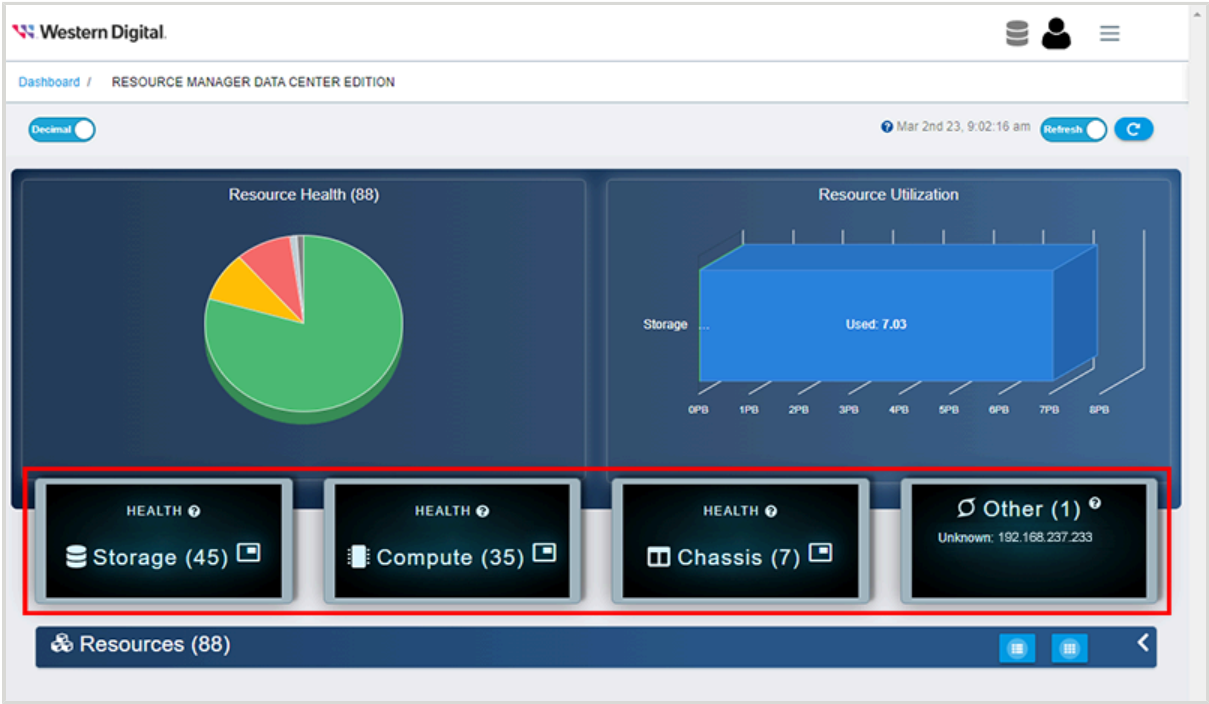 Western Digital.
Dashboard / RESOURCE MANAGER DATA CENTER EDITION
Decimal
Mar 2nd 23, 9:02:16 am Refresh
Resource Health (88)
Resource Utilization
Storage ... Used: 7.03
0PB 1PB 2PB 3PB 4PB 5PB 6PB 7PB 8PB
HEALTH
Storage (45)
HEALTH
Compute (35)
HEALTH
Chassis (7)
Other (1)
Unknown: 192.168.237.233
Resources (88)